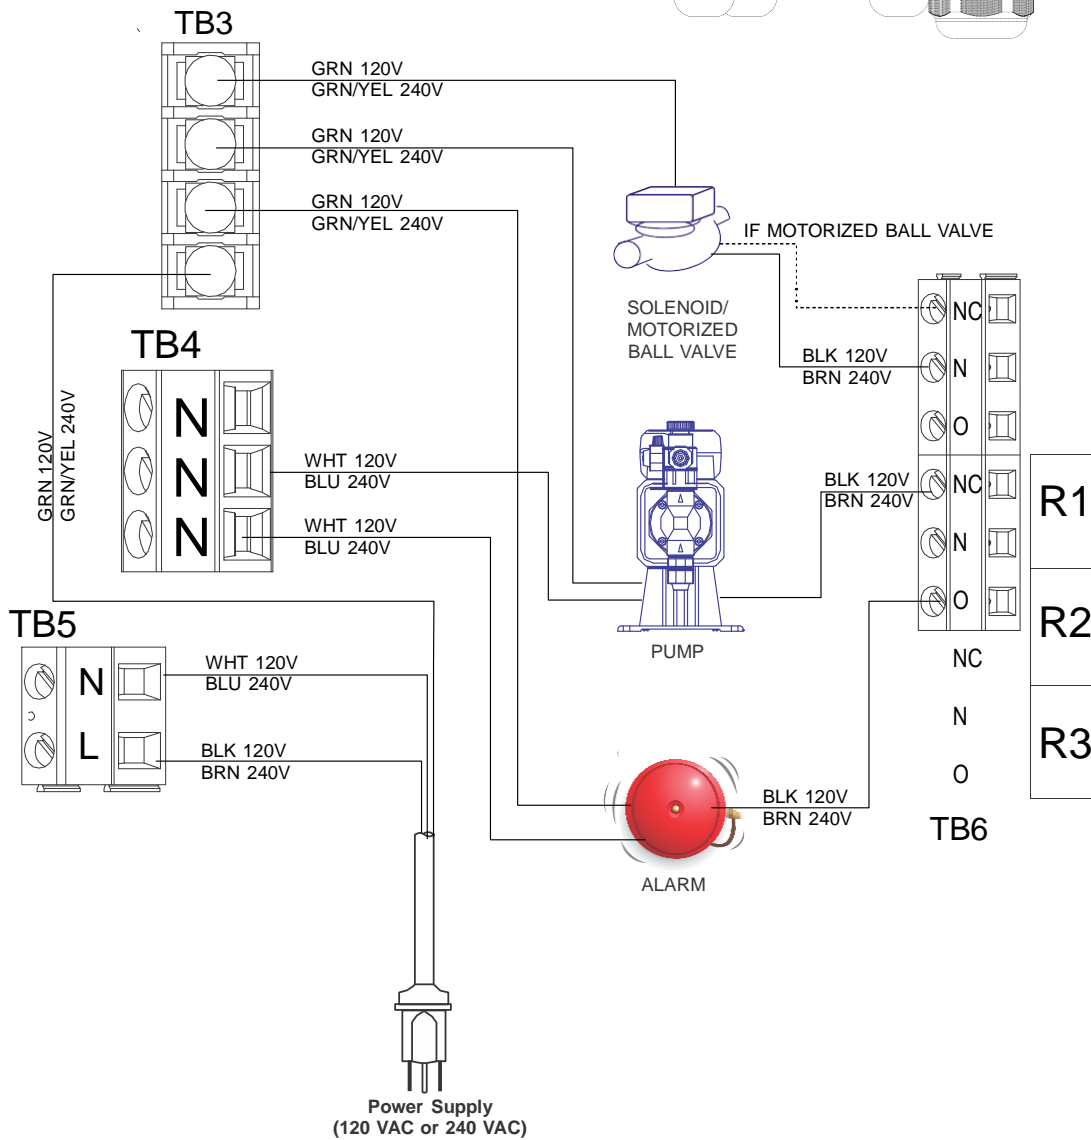 TB3
GRN 120V
GRN/YEL 240V
GRN 120V
GRN/YEL 240V
GRN 120V
GRN/YEL 240V
IF MOTORIZED BALL VALVE
SOLENOID/
MOTORIZED
BALL VALVE
NC
BLK 120V
BRN 240V
N
O
TB4
N
N
N
GRN 120V
GRN/YEL 240V
WHT 120V
BLU 240V
WHT 120V
BLU 240V
BLK 120V
BRN 240V
NC
N
O
R1
R2
R3
PUMP
NC
N
O
TB6
TB5
N
L
WHT 120V
BLU 240V
BLK 120V
BRN 240V
BLK 120V
BRN 240V
ALARM
Power Supply
(120 VAC or 240 VAC)